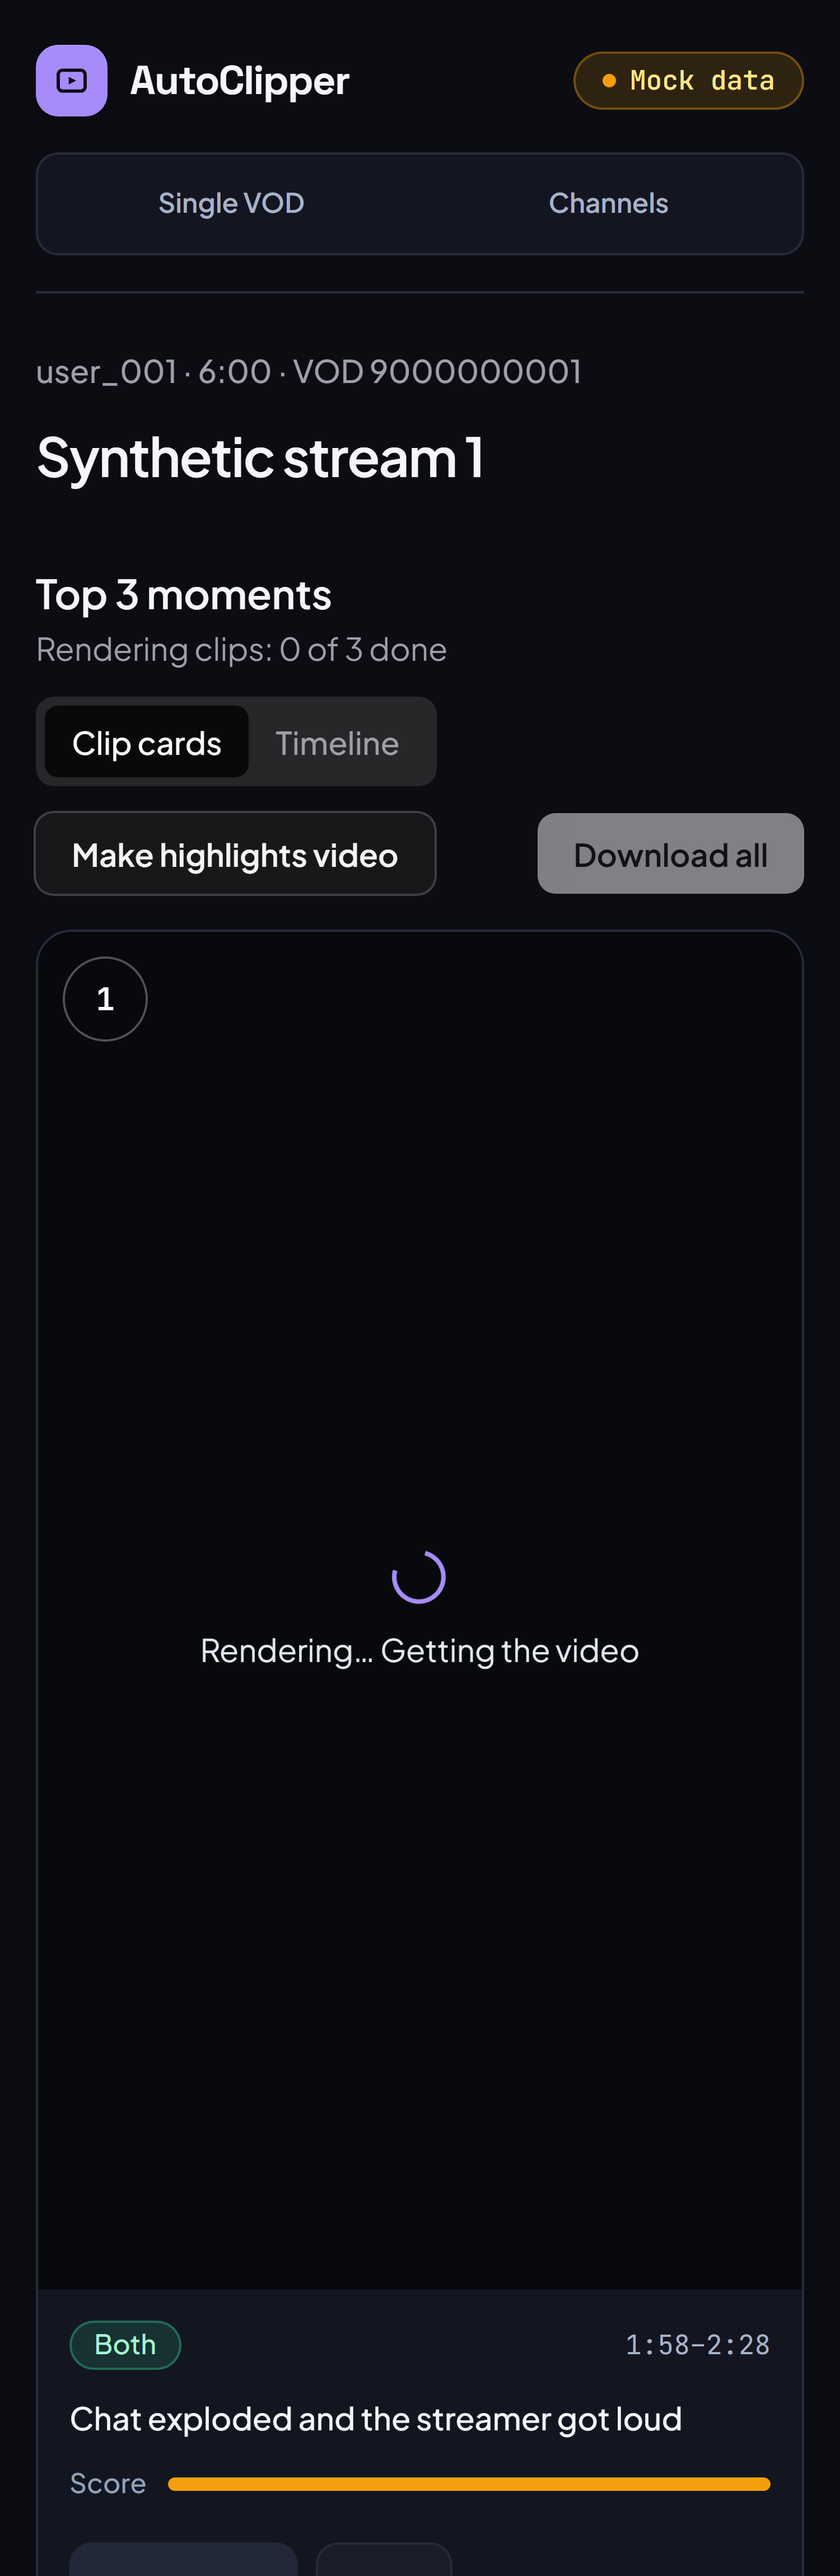 AutoClipper
Mock data
Single VOD
Channels
user_001 · 6:00 · VOD 9000000001
Synthetic stream 1
Top 3 moments
Rendering clips: 0 of 3 done
Clip cards
Timeline
Make highlights video
Download all
1
Rendering… Getting the video
Both
1:58–2:28
Chat exploded and the streamer got loud
Score